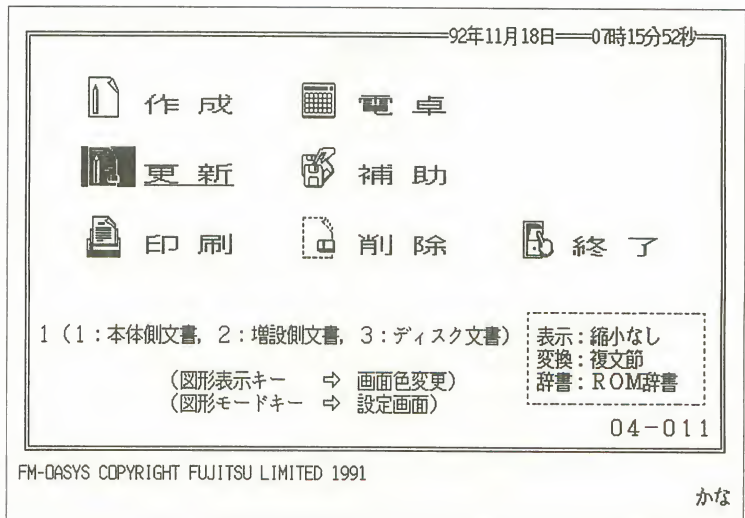 92年11月18日 07時15分52秒
作成 電卓
更新 補助
印刷 削除 終了
1（1：本体側文書，2：増設側文書，3：ディスク文書）
表示：縮小なし
変換：複文節
辞書：ROM辞書
（図形表示キー ⇨ 画面色変更）
（図形モードキー ⇨ 設定画面）
04-011
FM-OASYS COPYRIGHT FUJITSU LIMITED 1991
かな